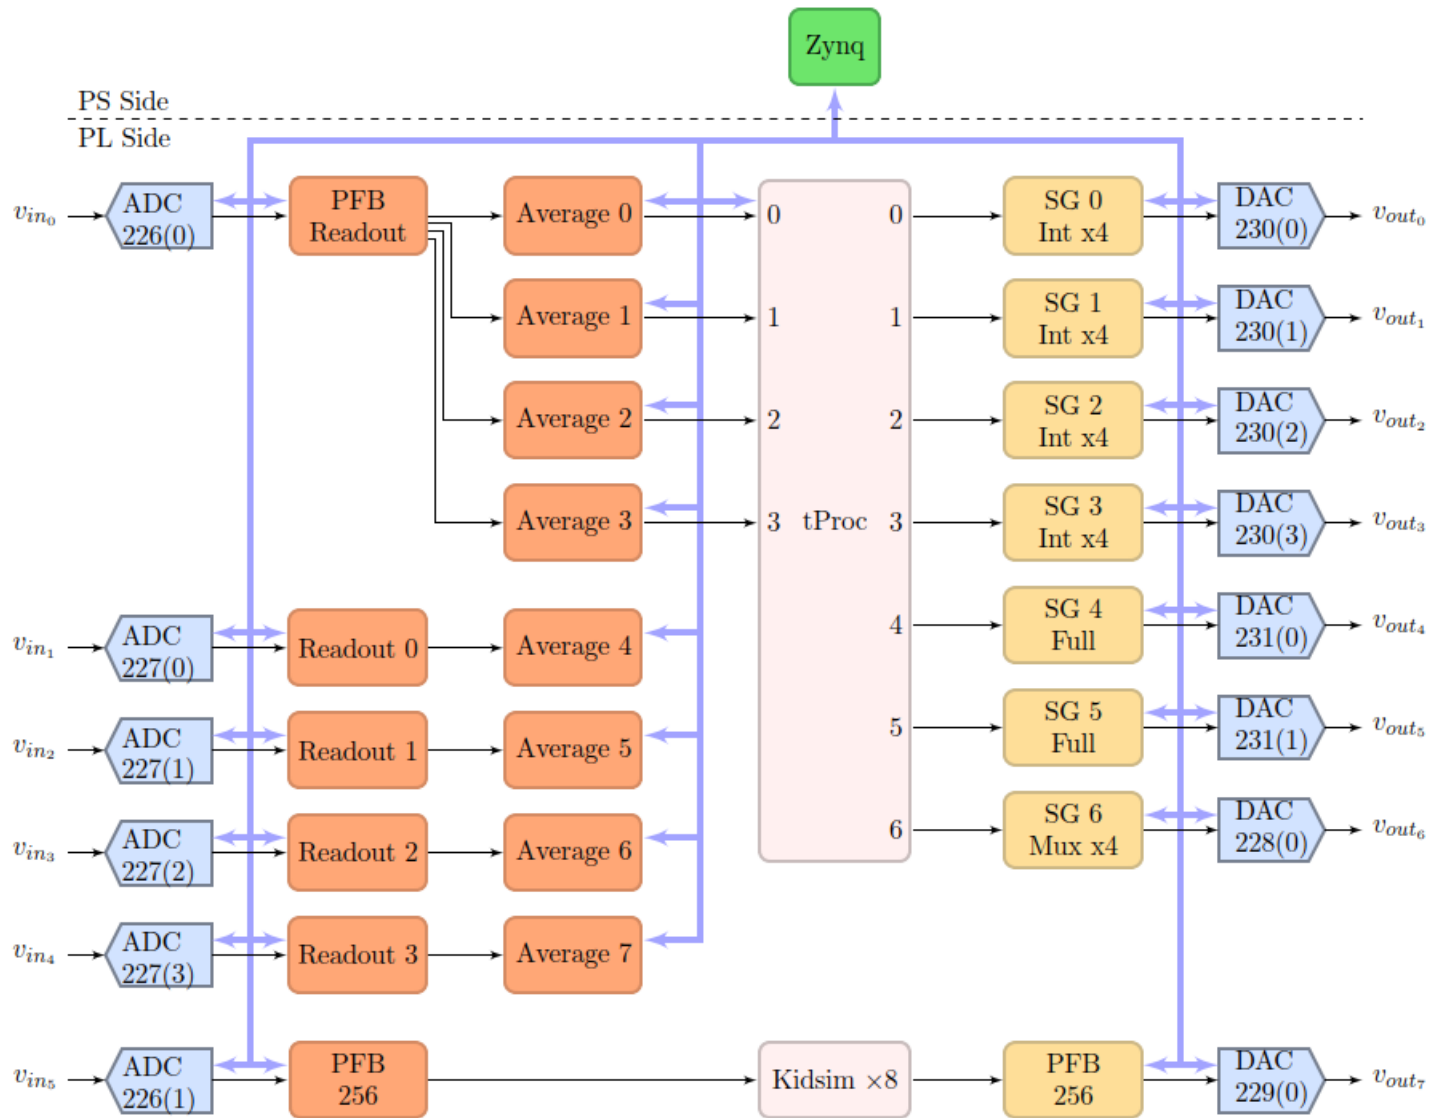 Zynq
PS Side
PL Side
v_in0
ADC
226(0)
PFB
Readout
Average 0
0
0
SG 0
Int x4
DAC
230(0)
v_out0
Average 1
1
1
SG 1
Int x4
DAC
230(1)
v_out1
Average 2
2
2
SG 2
Int x4
DAC
230(2)
v_out2
Average 3
3
tProc
3
SG 3
Int x4
DAC
230(3)
v_out3
v_in1
ADC
227(0)
Readout 0
Average 4
4
SG 4
Full
DAC
231(0)
v_out4
v_in2
ADC
227(1)
Readout 1
Average 5
5
SG 5
Full
DAC
231(1)
v_out5
v_in3
ADC
227(2)
Readout 2
Average 6
6
SG 6
Mux x4
DAC
228(0)
v_out6
v_in4
ADC
227(3)
Readout 3
Average 7
v_in5
ADC
226(1)
PFB
256
Kidsim ×8
PFB
256
DAC
229(0)
v_out7